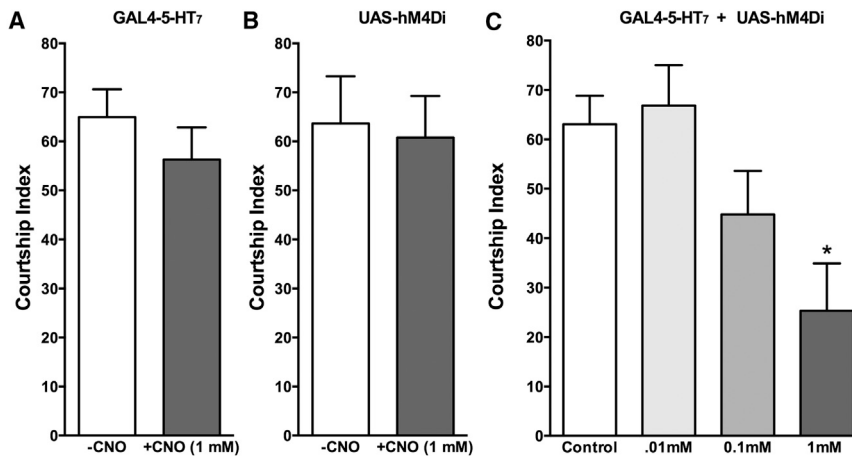 A
GAL4-5-HT7
80
70
60
50
40
30
20
10
0
Courtship Index
-CNO +CNO (1 mM)
B
UAS-hM4Di
80
70
60
50
40
30
20
10
0
Courtship Index
-CNO +CNO (1 mM)
C
GAL4-5-HT7 + UAS-hM4Di
80
70
60
50
40
30
20
10
0
Courtship Index
*
Control .01mM 0.1mM 1mM